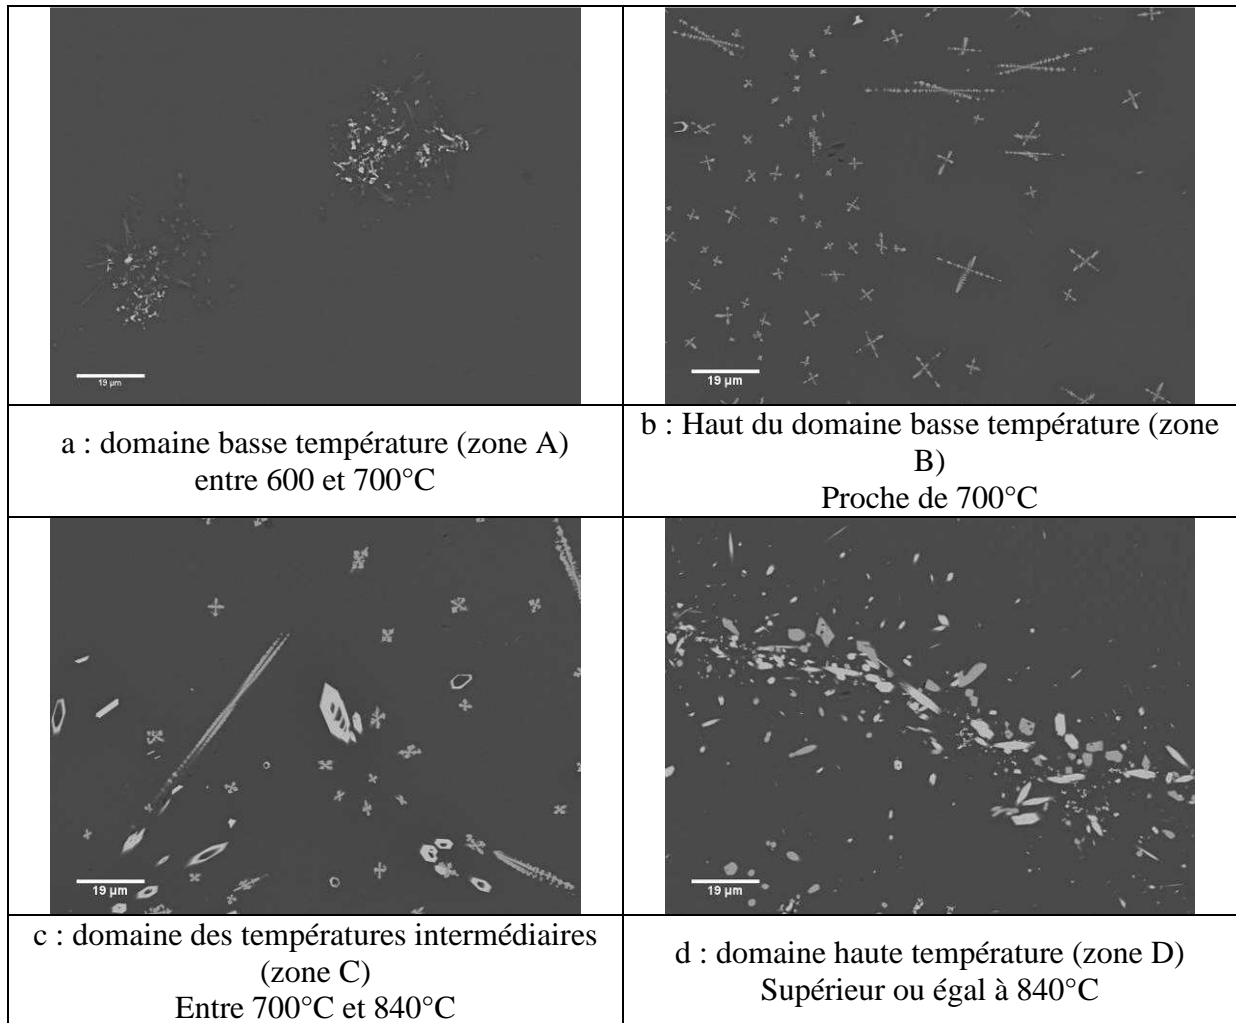 19 µm
19 µm
a : domaine basse température (zone A)
entre 600 et 700°C
b : Haut du domaine basse température (zone
B)
Proche de 700°C
19 µm
19 µm
c : domaine des températures intermédiaires
(zone C)
Entre 700°C et 840°C
d : domaine haute température (zone D)
Supérieur ou égal à 840°C